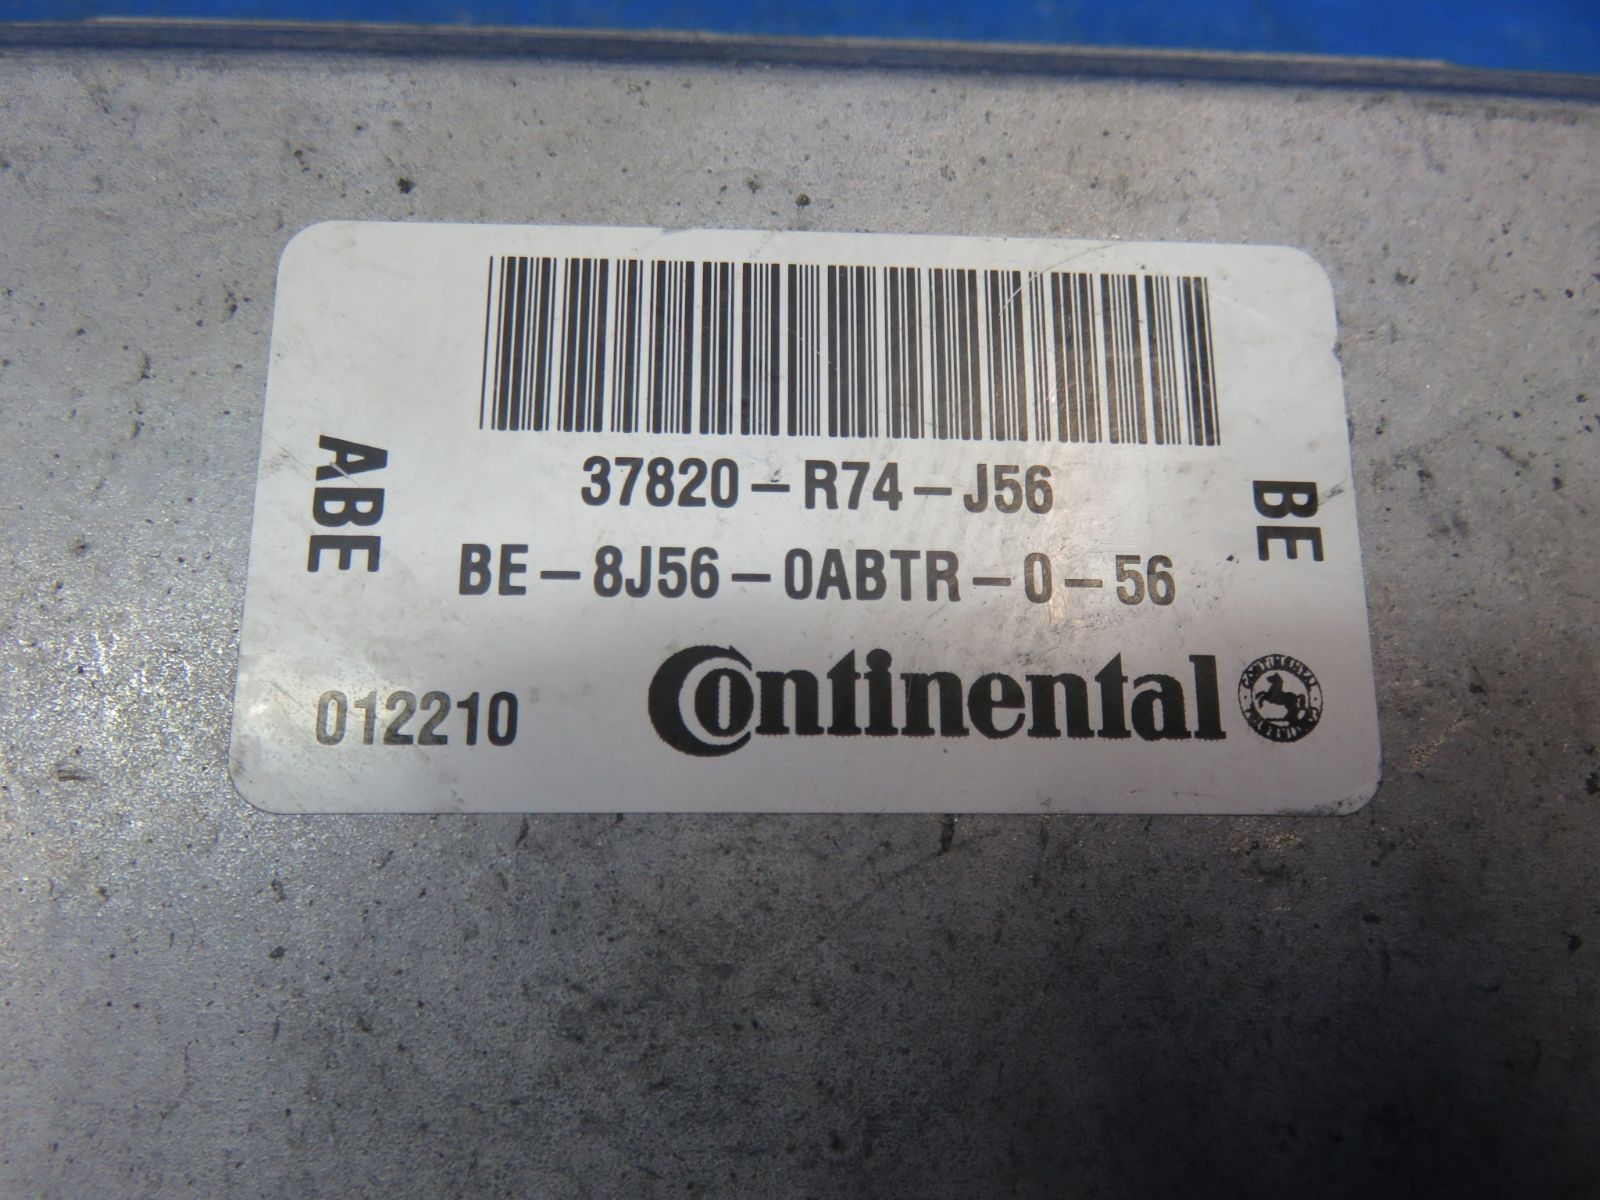 37820-R74-J56
ABE
BE
BE-8J56-0ABTR-0-56
012210
Continental